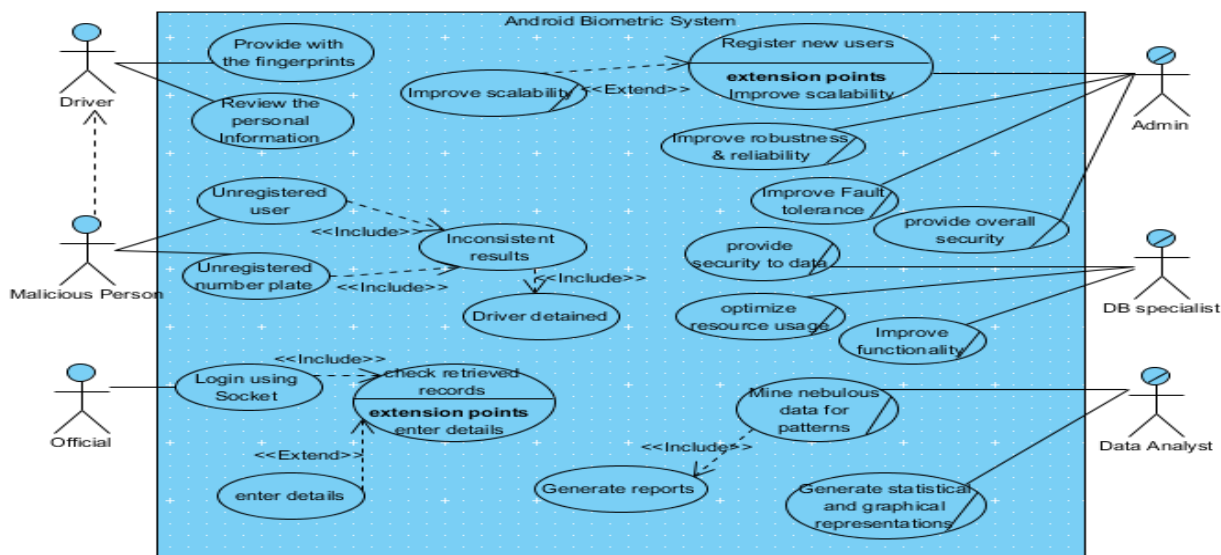 Android Biometric System
Provide with
the fingerprints
Driver
Review the
personal
Information
Register new users
extension points
Improve scalability
Improve scalability
<<Extend>>
Admin
Improve robustness
& reliability
Improve Fault
tolerance
provide overall
security
Unregistered
user
<<Include>>
Inconsistent
results
Malicious Person
Unregistered
number plate
<<Include>>
<<Include>>
Driver detained
provide
security to data
DB specialist
optimize
resource usage
Improve
functionality
<<Include>>
Login using
Socket
Official
check retrieved
records
extension points
enter details
<<Extend>>
enter details
Mine nebulous
data for
patterns
Data Analyst
<<Include>>
Generate reports
Generate statistical
and graphical
representations